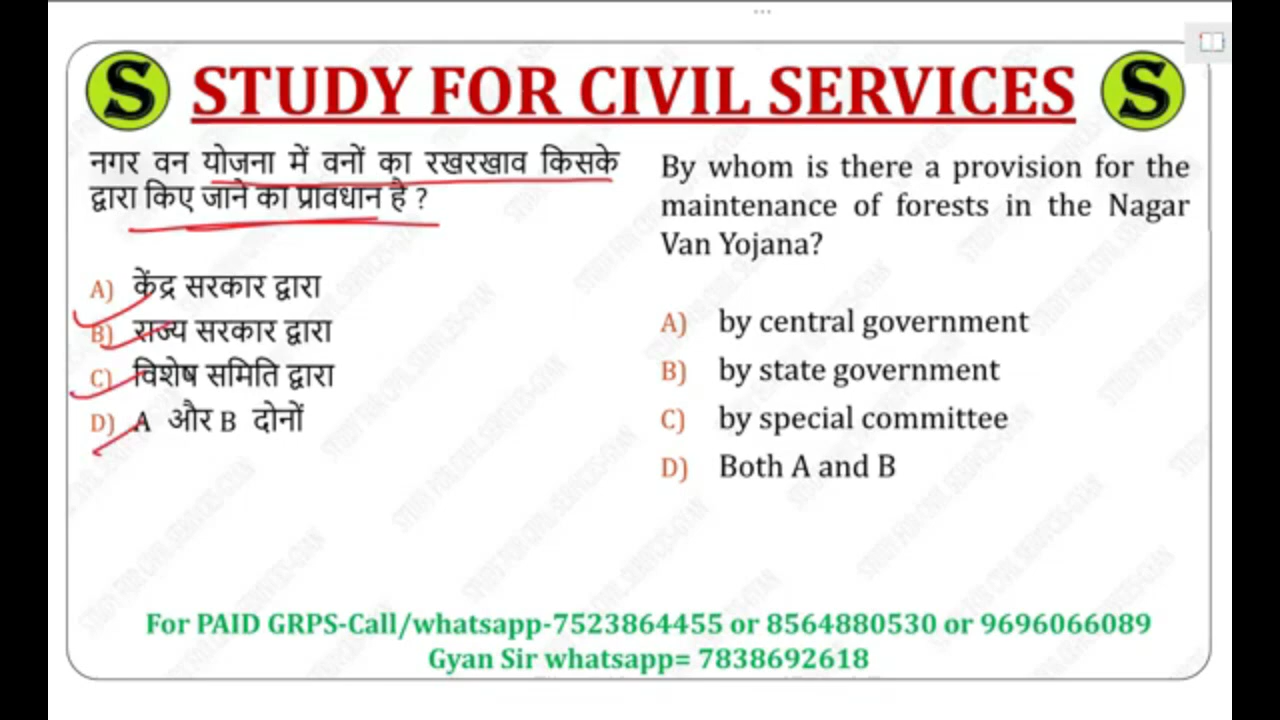 S STUDY FOR CIVIL SERVICES S
नगर वन योजना में वनों का रखरखाव किसके
द्वारा किए जाने का प्रावधान है ?
A) केंद्र सरकार द्वारा
B) राज्य सरकार द्वारा
C) विशेष समिति द्वारा
D) A और B दोनों
By whom is there a provision for the
maintenance of forests in the Nagar
Van Yojana?
A) by central government
B) by state government
C) by special committee
D) Both A and B
For PAID GRPS-Call/whatsapp-7523864455 or 8564880530 or 9696066089
Gyan Sir whatsapp= 7838692618